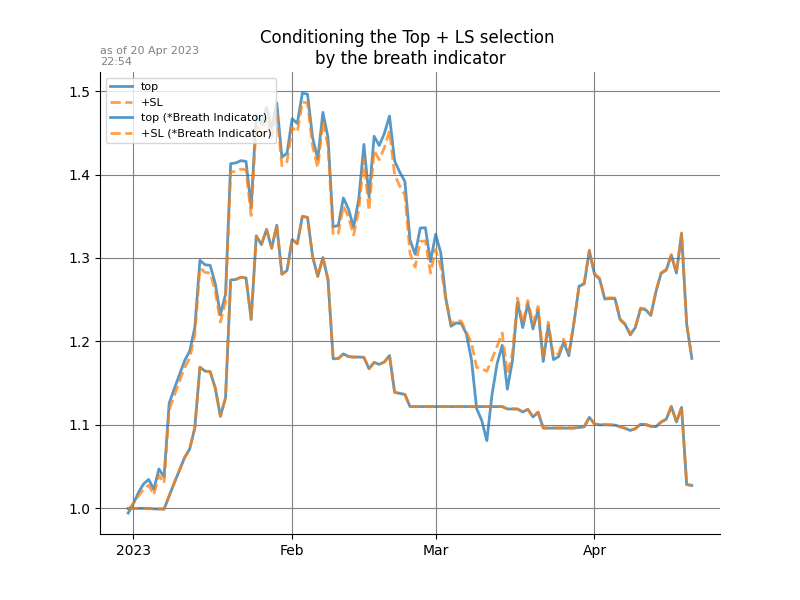 Conditioning the Top + LS selection
by the breath indicator
as of 20 Apr 2023
22:54
top
+SL
top (*Breath Indicator)
+SL (*Breath Indicator)
1.5
1.4
1.3
1.2
1.1
1.0
2023
Feb
Mar
Apr